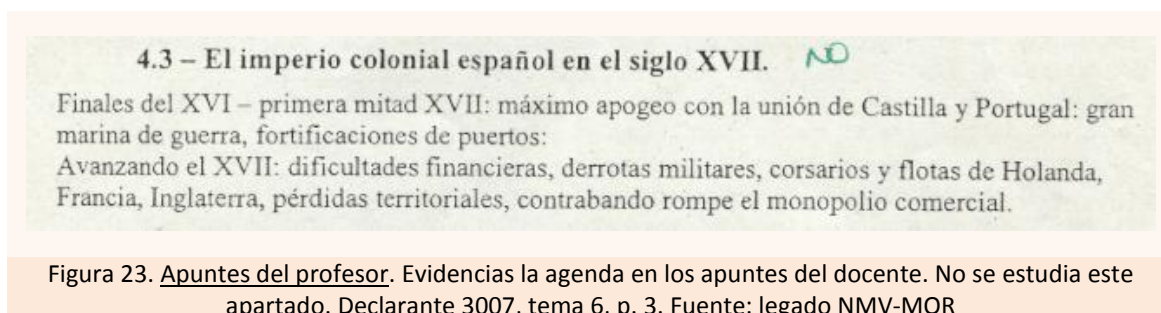 4.3 – El imperio colonial español en el siglo XVII. NO
Finales del XVI – primera mitad XVII: máximo apogeo con la unión de Castilla y Portugal: gran
marina de guerra, fortificaciones de puertos:
Avanzando el XVII: dificultades financieras, derrotas militares, corsarios y flotas de Holanda,
Francia, Inglaterra, pérdidas territoriales, contrabando rompe el monopolio comercial.
Figura 23. Apuntes del profesor. Evidencias la agenda en los apuntes del docente. No se estudia este
apartado. Declarante 3007, tema 6, p. 3. Fuente: legado NMV-MOR